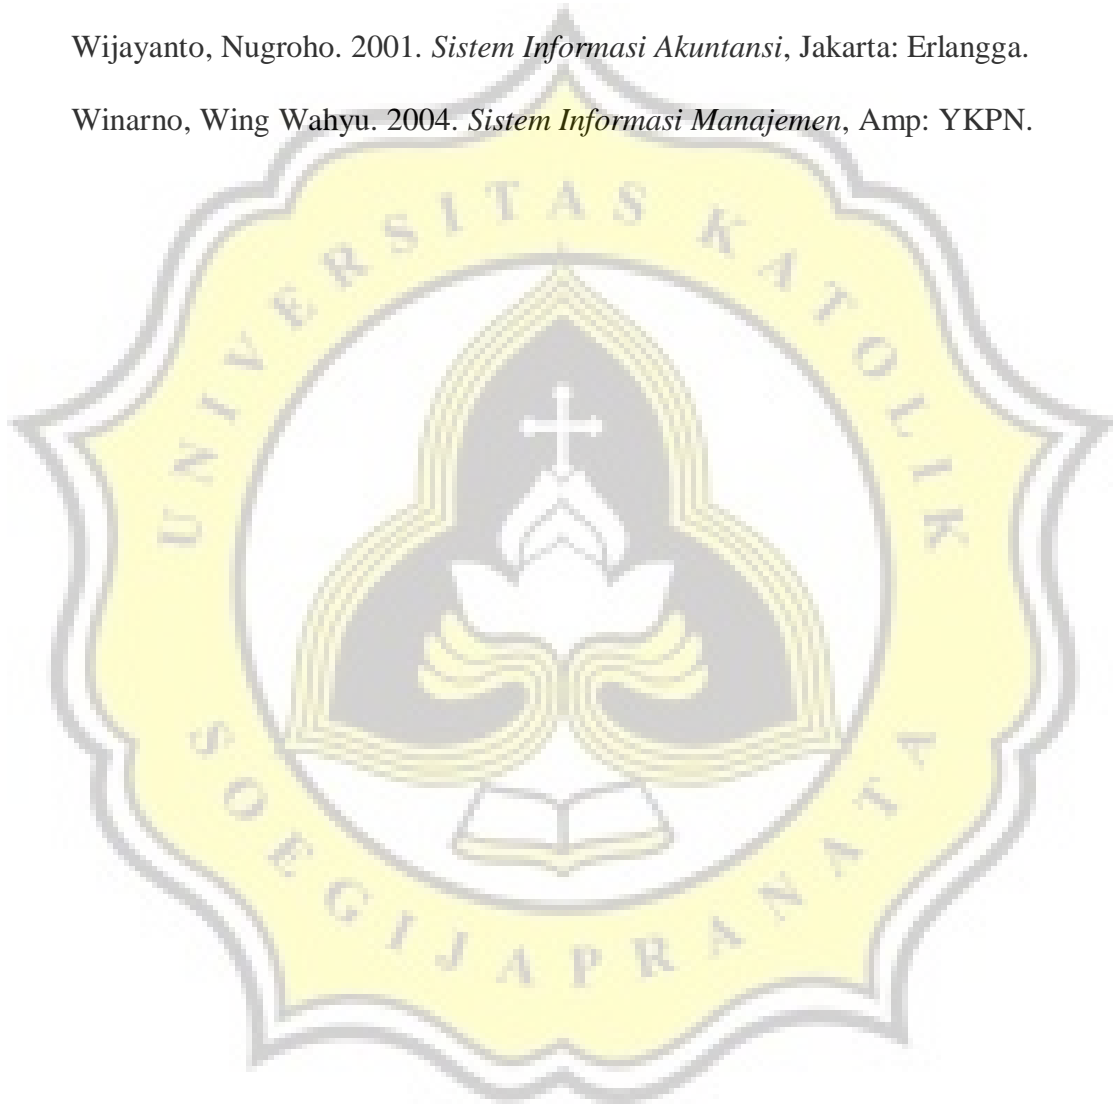 Wijayanto, Nugroho. 2001. Sistem Informasi Akuntansi, Jakarta: Erlangga.
Winarno, Wing Wahyu. 2004. Sistem Informasi Manajemen, Amp: YKPN.
UNIVERSITAS KATOLIK
SOEGIJAPRANATA